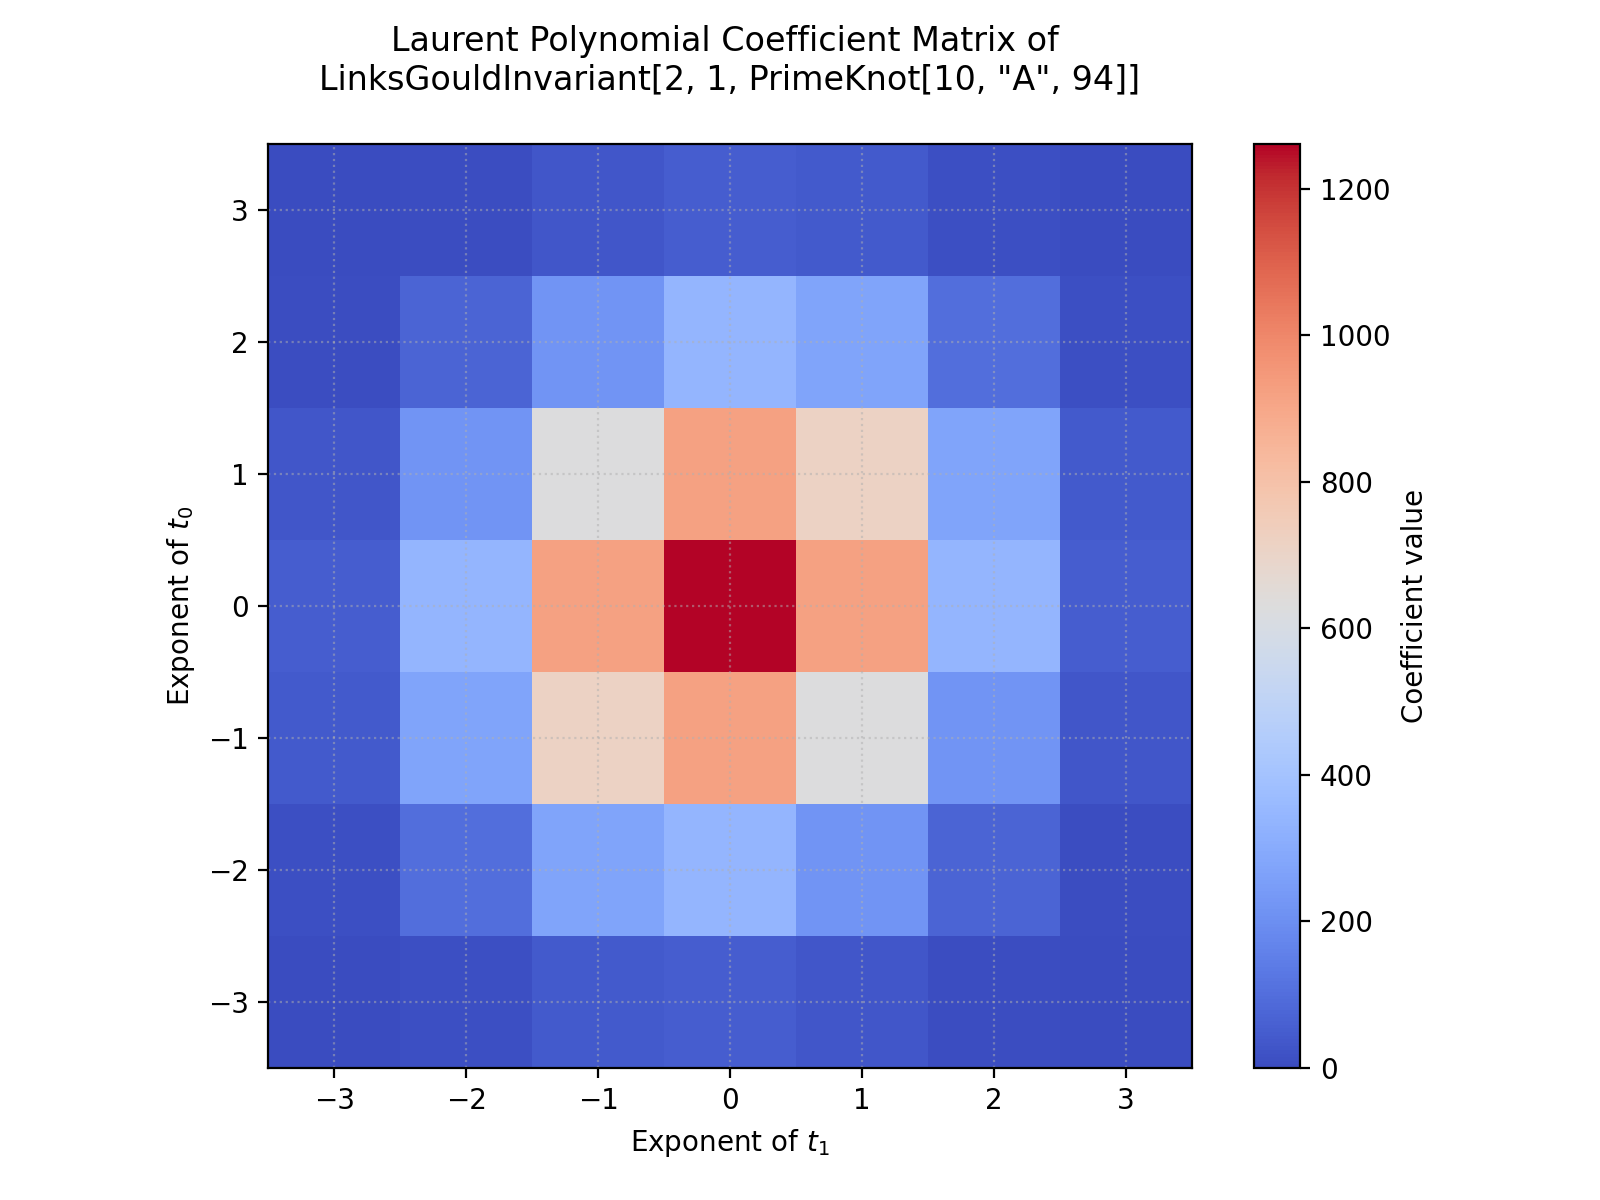 Laurent Polynomial Coefficient Matrix of
LinksGouldInvariant[2, 1, PrimeKnot[10, "A", 94]]
3
2
1
0
−1
−2
−3
Exponent of t₀
−3 −2 −1 0 1 2 3
Exponent of t₁
1200
1000
800
600
400
200
0
Coefficient value